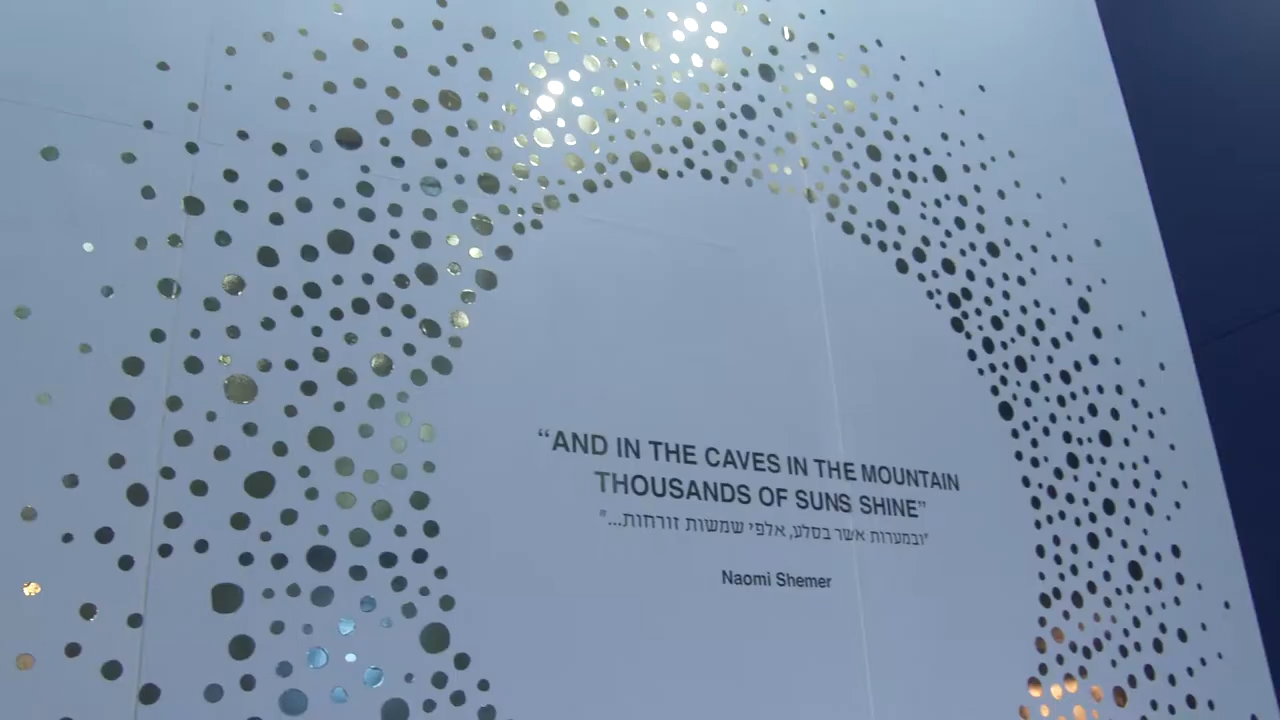 “AND IN THE CAVES IN THE MOUNTAIN
THOUSANDS OF SUNS SHINE”
"ובמערות אשר בסלע, אלפי שמשות זורחות..."
Naomi Shemer